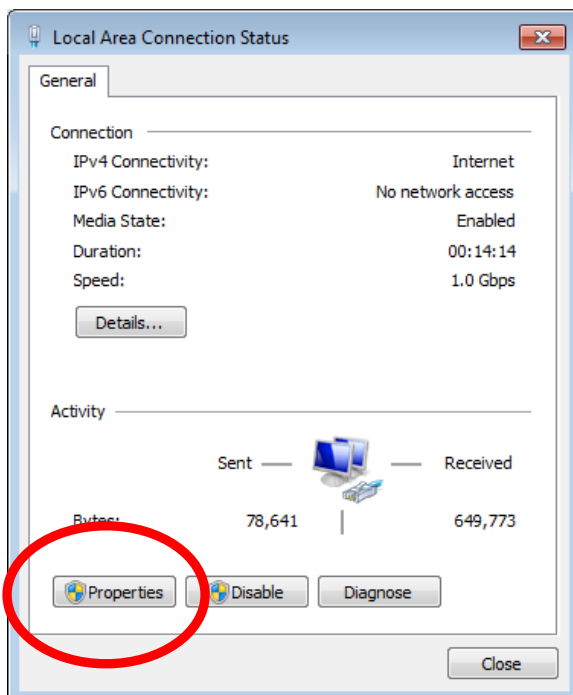 Local Area Connection Status
General
Connection
IPv4 Connectivity: Internet
IPv6 Connectivity: No network access
Media State: Enabled
Duration: 00:14:14
Speed: 1.0 Gbps
Details...
Activity
Sent Received
Bytes: 78,641 649,773
Properties Disable Diagnose
Close